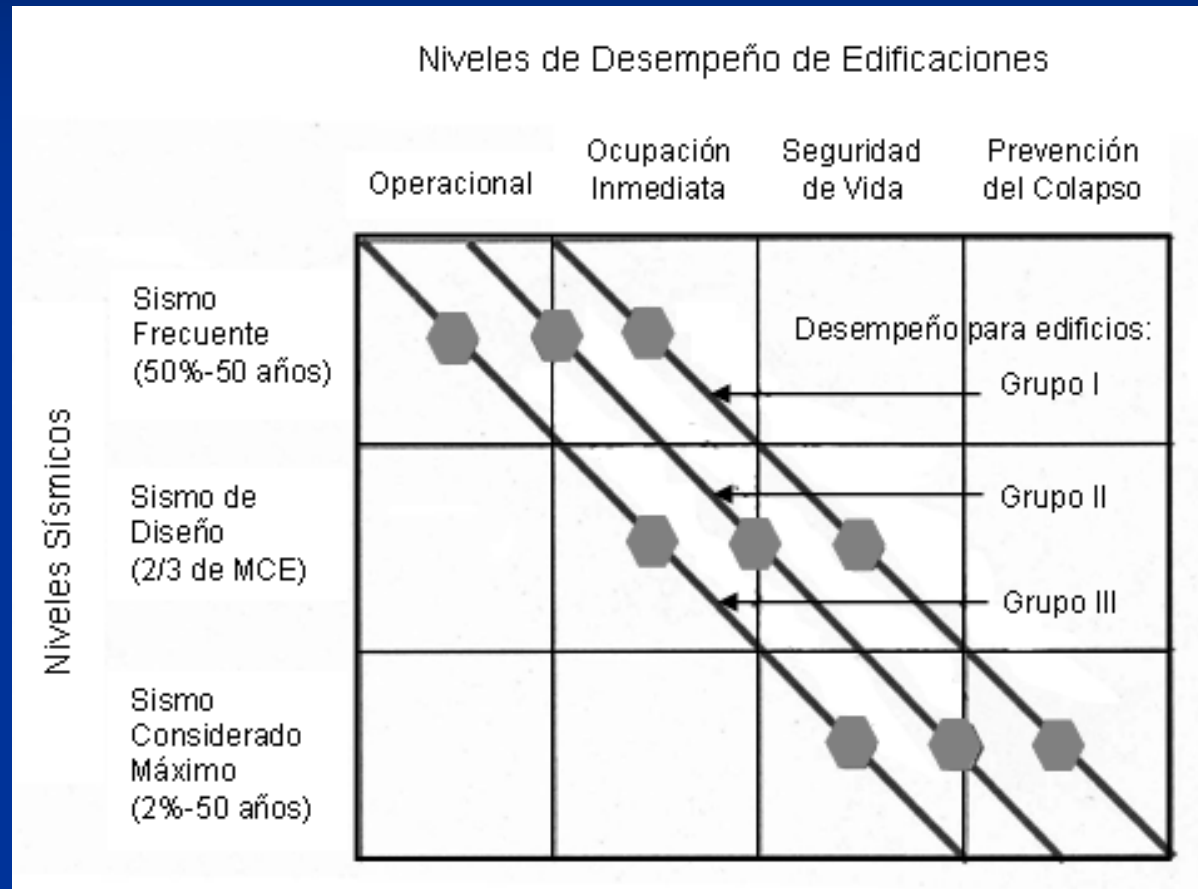 Niveles de Desempeño de Edificaciones
Operacional
Ocupación
Inmediata
Seguridad
de Vida
Prevención
del Colapso
Niveles Sísmicos
Sismo
Frecuente
(50%-50 años)
Desempeño para edificios:
Grupo I
Sismo de
Diseño
(2/3 de MCE)
Grupo II
Grupo III
Sismo
Considerado
Máximo
(2%-50 años)